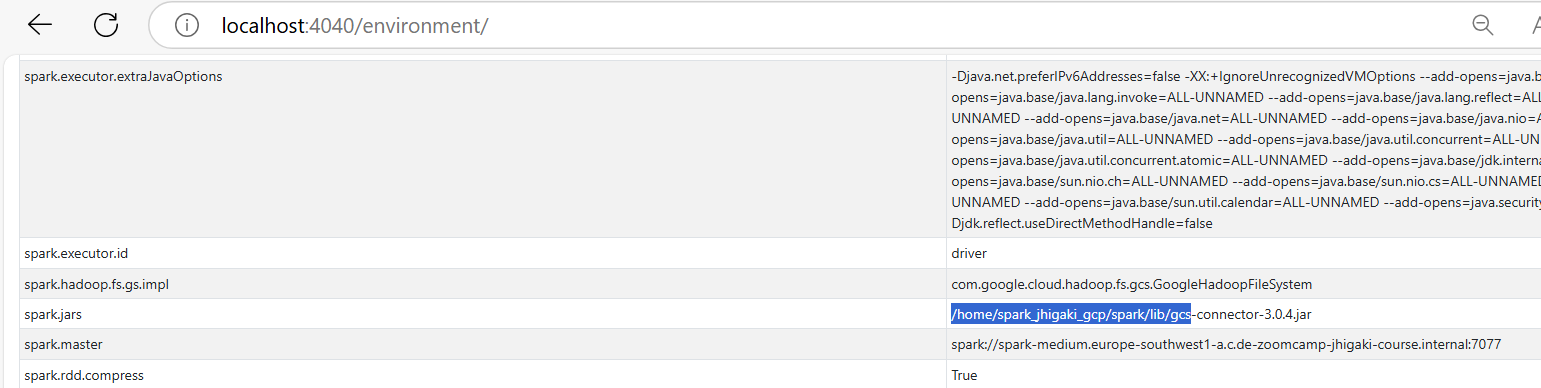 localhost:4040/environment/
A
spark.executor.extraJavaOptions
-Djava.net.preferIPv6Addresses=false -XX:+IgnoreUnrecognizedVMOptions --add-opens=java.b
opens=java.base/java.lang.invoke=ALL-UNNAMED --add-opens=java.base/java.lang.reflect=ALL
UNNAMED --add-opens=java.base/java.net=ALL-UNNAMED --add-opens=java.base/java.nio=A
opens=java.base/java.util=ALL-UNNAMED --add-opens=java.base/java.util.concurrent=ALL-UN
opens=java.base/java.util.concurrent.atomic=ALL-UNNAMED --add-opens=java.base/jdk.interna
opens=java.base/sun.nio.ch=ALL-UNNAMED --add-opens=java.base/sun.nio.cs=ALL-UNNAMED
UNNAMED --add-opens=java.base/sun.util.calendar=ALL-UNNAMED --add-opens=java.security
Djdk.reflect.useDirectMethodHandle=false
spark.executor.id driver
spark.hadoop.fs.gs.impl com.google.cloud.hadoop.fs.gcs.GoogleHadoopFileSystem
spark.jars /home/spark_jhigaki_gcp/spark/lib/gcs-connector-3.0.4.jar
spark.master spark://spark-medium.europe-southwest1-a.c.de-zoomcamp-jhigaki-course.internal:7077
spark.rdd.compress True